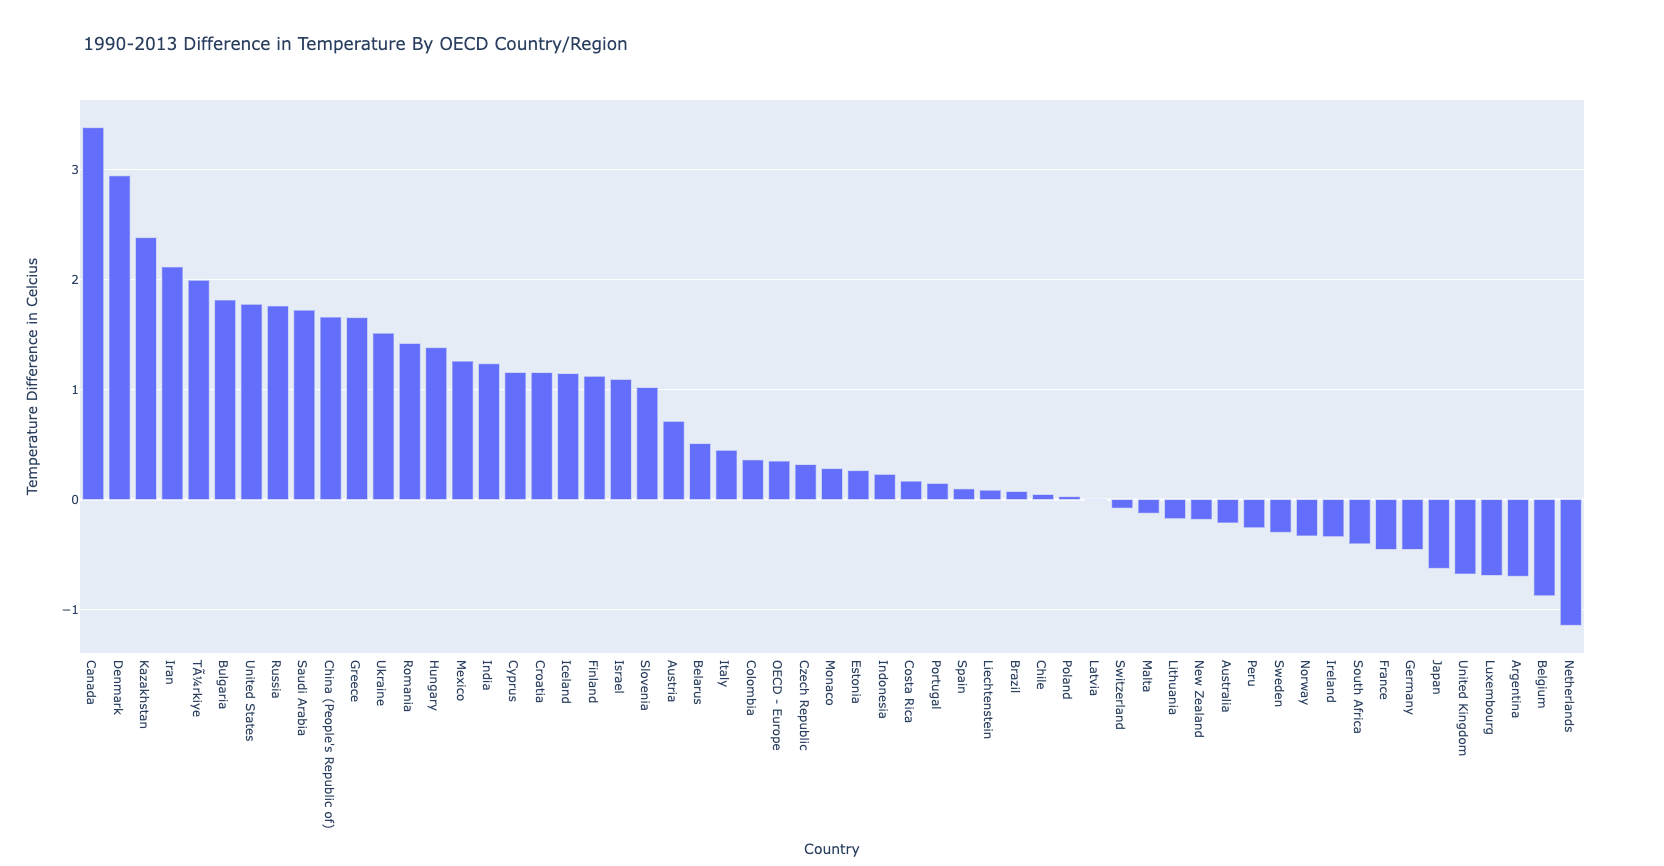 1990-2013 Difference in Temperature By OECD Country/Region
Temperature Difference in Celcius
3
2
1
0
−1
Canada
Denmark
Kazakhstan
Iran
TÃ¼rkiye
Bulgaria
United States
Russia
Saudi Arabia
China (People's Republic of)
Greece
Ukraine
Romania
Hungary
Mexico
India
Cyprus
Croatia
Iceland
Finland
Israel
Slovenia
Austria
Belarus
Italy
Colombia
OECD - Europe
Czech Republic
Monaco
Estonia
Indonesia
Costa Rica
Portugal
Spain
Liechtenstein
Brazil
Chile
Poland
Latvia
Switzerland
Malta
Lithuania
New Zealand
Australia
Peru
Sweden
Norway
Ireland
South Africa
France
Germany
Japan
United Kingdom
Luxembourg
Argentina
Belgium
Netherlands
Country